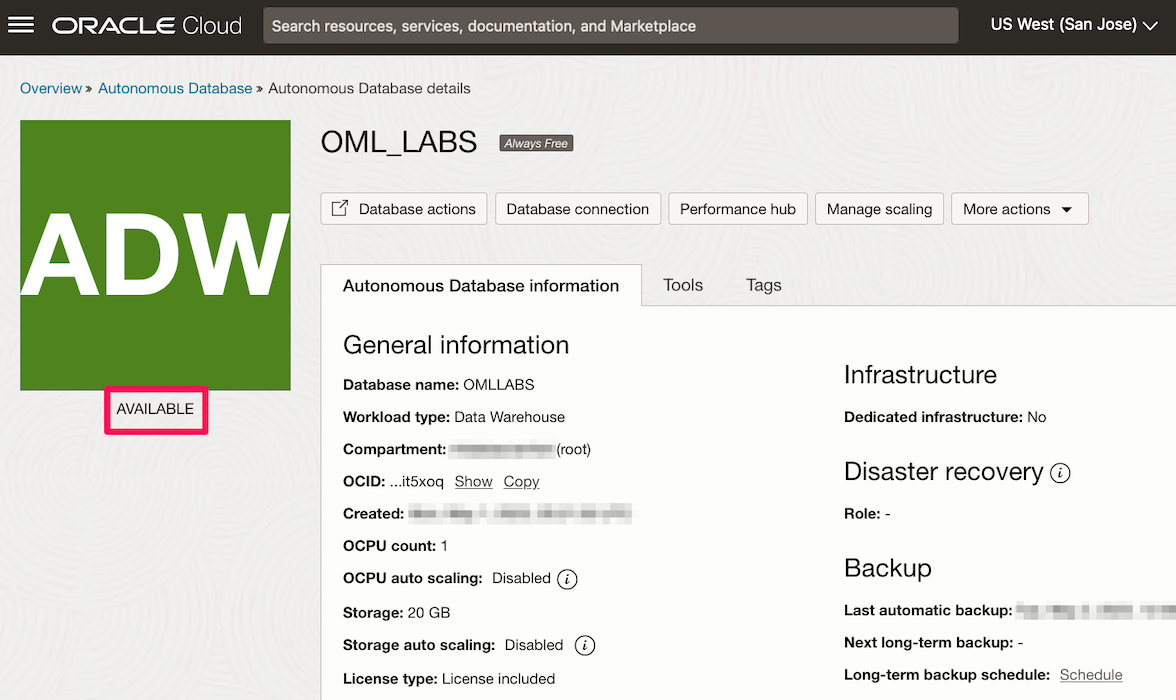 ORACLE Cloud
Search resources, services, documentation, and Marketplace
US West (San Jose)
Overview » Autonomous Database » Autonomous Database details
ADW
AVAILABLE
OML_LABS
Always Free
Database actions
Database connection
Performance hub
Manage scaling
More actions
Autonomous Database information
Tools
Tags
General information
Database name: OMLLABS
Workload type: Data Warehouse
Compartment: (root)
OCID: ...it5xoq Show Copy
Created:
OCPU count: 1
OCPU auto scaling: Disabled
Storage: 20 GB
Storage auto scaling: Disabled
License type: License included
Infrastructure
Dedicated infrastructure: No
Disaster recovery
Role: -
Backup
Last automatic backup:
Next long-term backup: -
Long-term backup schedule: Schedule